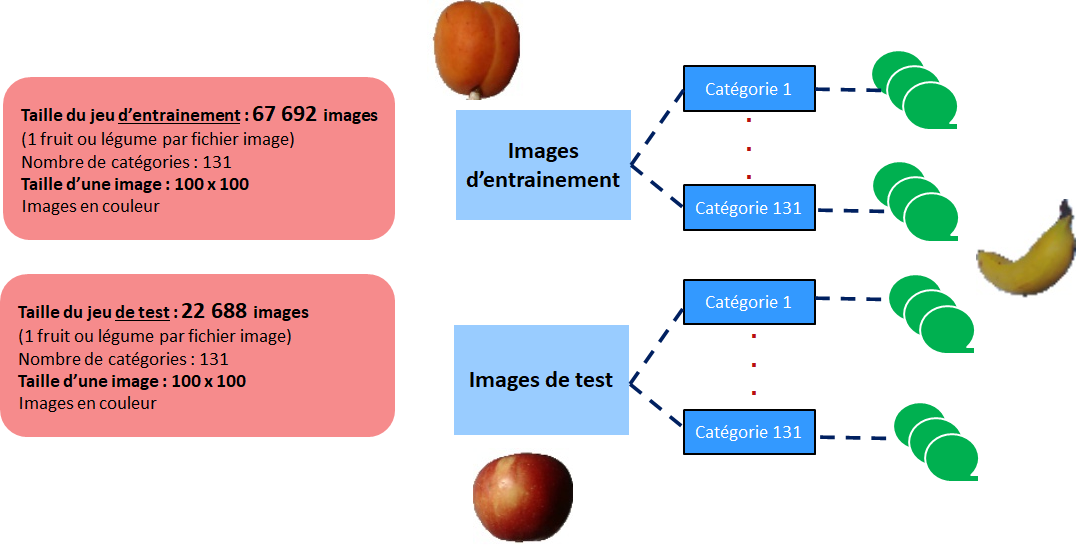 Taille du jeu d’entrainement : 67 692 images
(1 fruit ou légume par fichier image)
Nombre de catégories : 131
Taille d’une image : 100 x 100
Images en couleur
Images
d’entrainement
Catégorie 1
Catégorie 131
Taille du jeu de test : 22 688 images
(1 fruit ou légume par fichier image)
Nombre de catégories : 131
Taille d’une image : 100 x 100
Images en couleur
Images de test
Catégorie 1
Catégorie 131